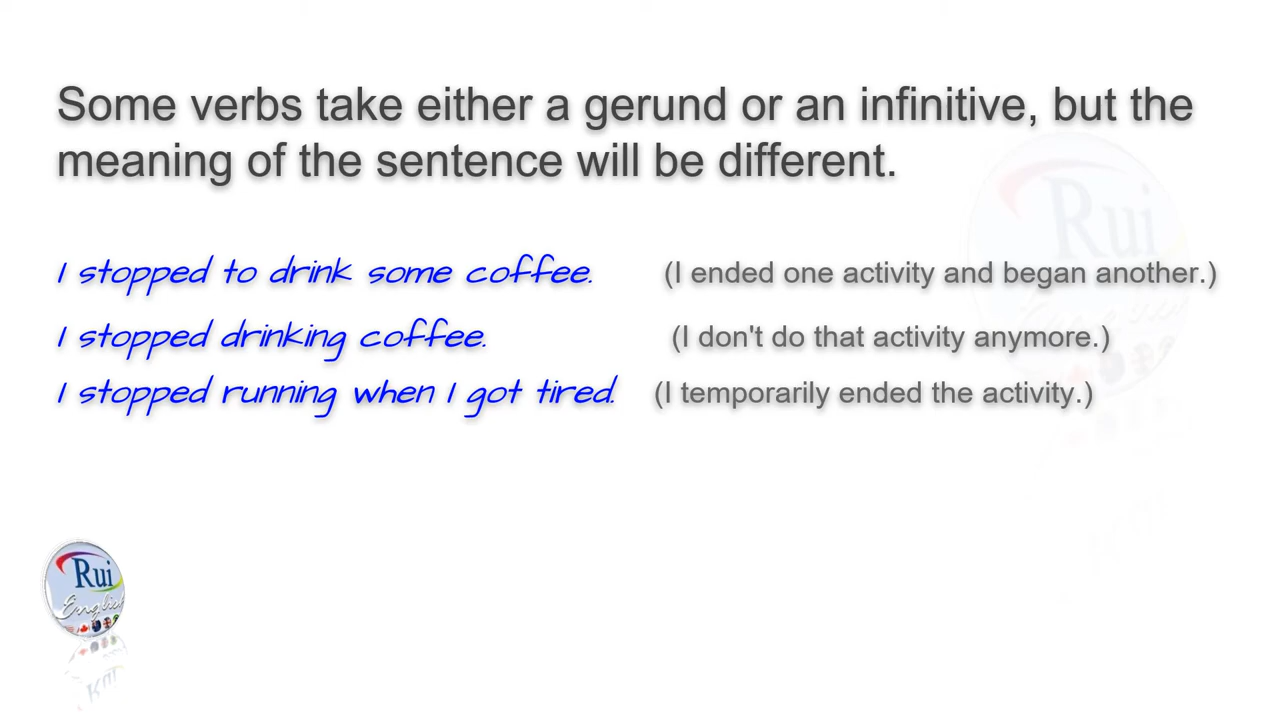 Some verbs take either a gerund or an infinitive, but the
meaning of the sentence will be different.
I stopped to drink some coffee. (I ended one activity and began another.)
I stopped drinking coffee. (I don't do that activity anymore.)
I stopped running when I got tired. (I temporarily ended the activity.)
Rui
Rui
English